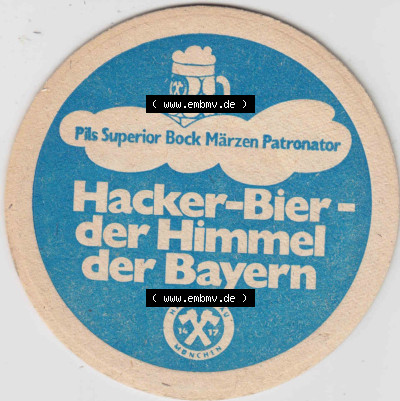 ( www.embmv.de )
Pils Superior Bock Märzen Patronator
Hacker-Bier -
der Himmel
der Bayern
( www.embmv.de )
14 17
MÜNCHEN